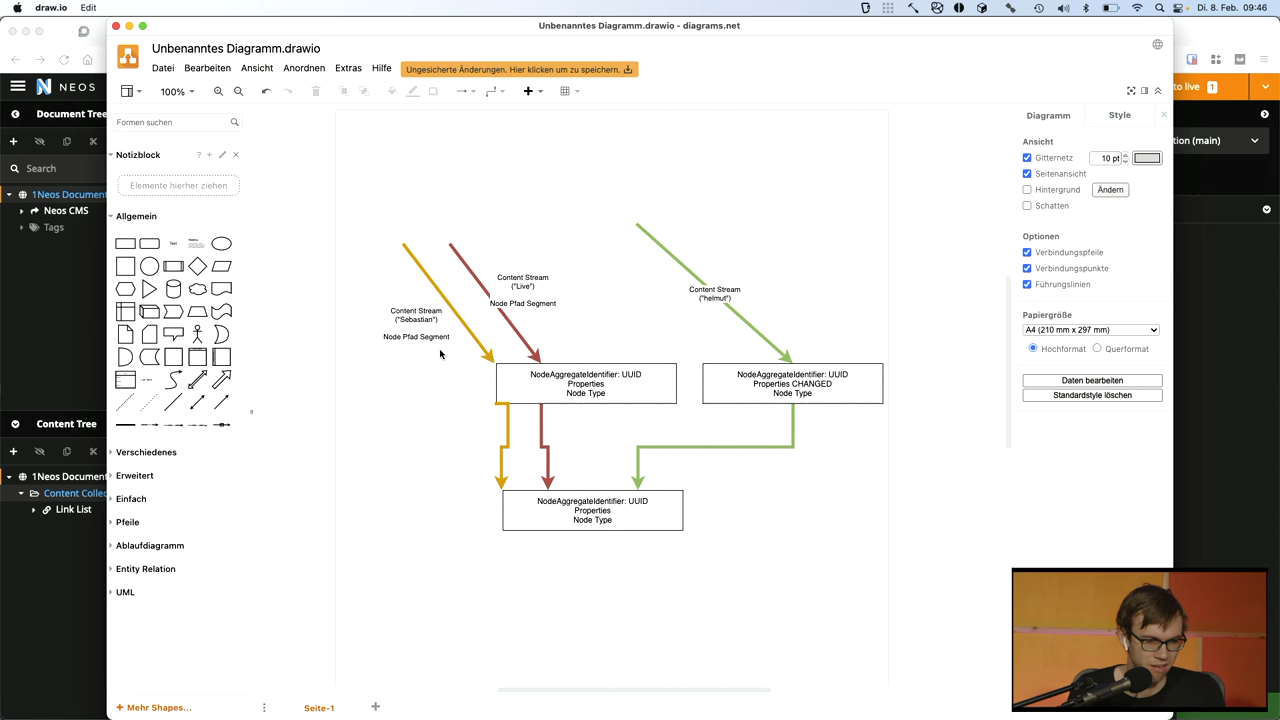 draw.io Edit
Di. 8. Feb. 09:46
Unbenanntes Diagramm.drawio - diagrams.net
Unbenanntes Diagramm.drawio
Datei Bearbeiten Ansicht Anordnen Extras Hilfe
Ungesicherte Änderungen. Hier klicken um zu speichern.
100%
NEOS
to live 1
Document Tree
tion (main)
Search
1Neos Document
Neos CMS
Tags
Content Tree
1Neos Document
Content Collec
Link List
Formen suchen
Notizblock
?
Elemente hierher ziehen
Allgemein
Text
Verschiedenes
Erweitert
Einfach
Pfeile
Ablaufdiagramm
Entity Relation
UML
+ Mehr Shapes...
Content Stream
("Live")
Node Pfad Segment
Content Stream
("Sebastian")
Node Pfad Segment
Content Stream
("helmut")
NodeAggregateIdentifier: UUID
Properties
Node Type
NodeAggregateIdentifier: UUID
Properties CHANGED
Node Type
NodeAggregateIdentifier: UUID
Properties
Node Type
Seite-1
Diagramm Style
Ansicht
Gitternetz 10 pt
Seitenansicht
Hintergrund Ändern
Schatten
Optionen
Verbindungspfeile
Verbindungspunkte
Führungslinien
Papiergröße
A4 (210 mm x 297 mm)
Hochformat Querformat
Daten bearbeiten
Standardstyle löschen